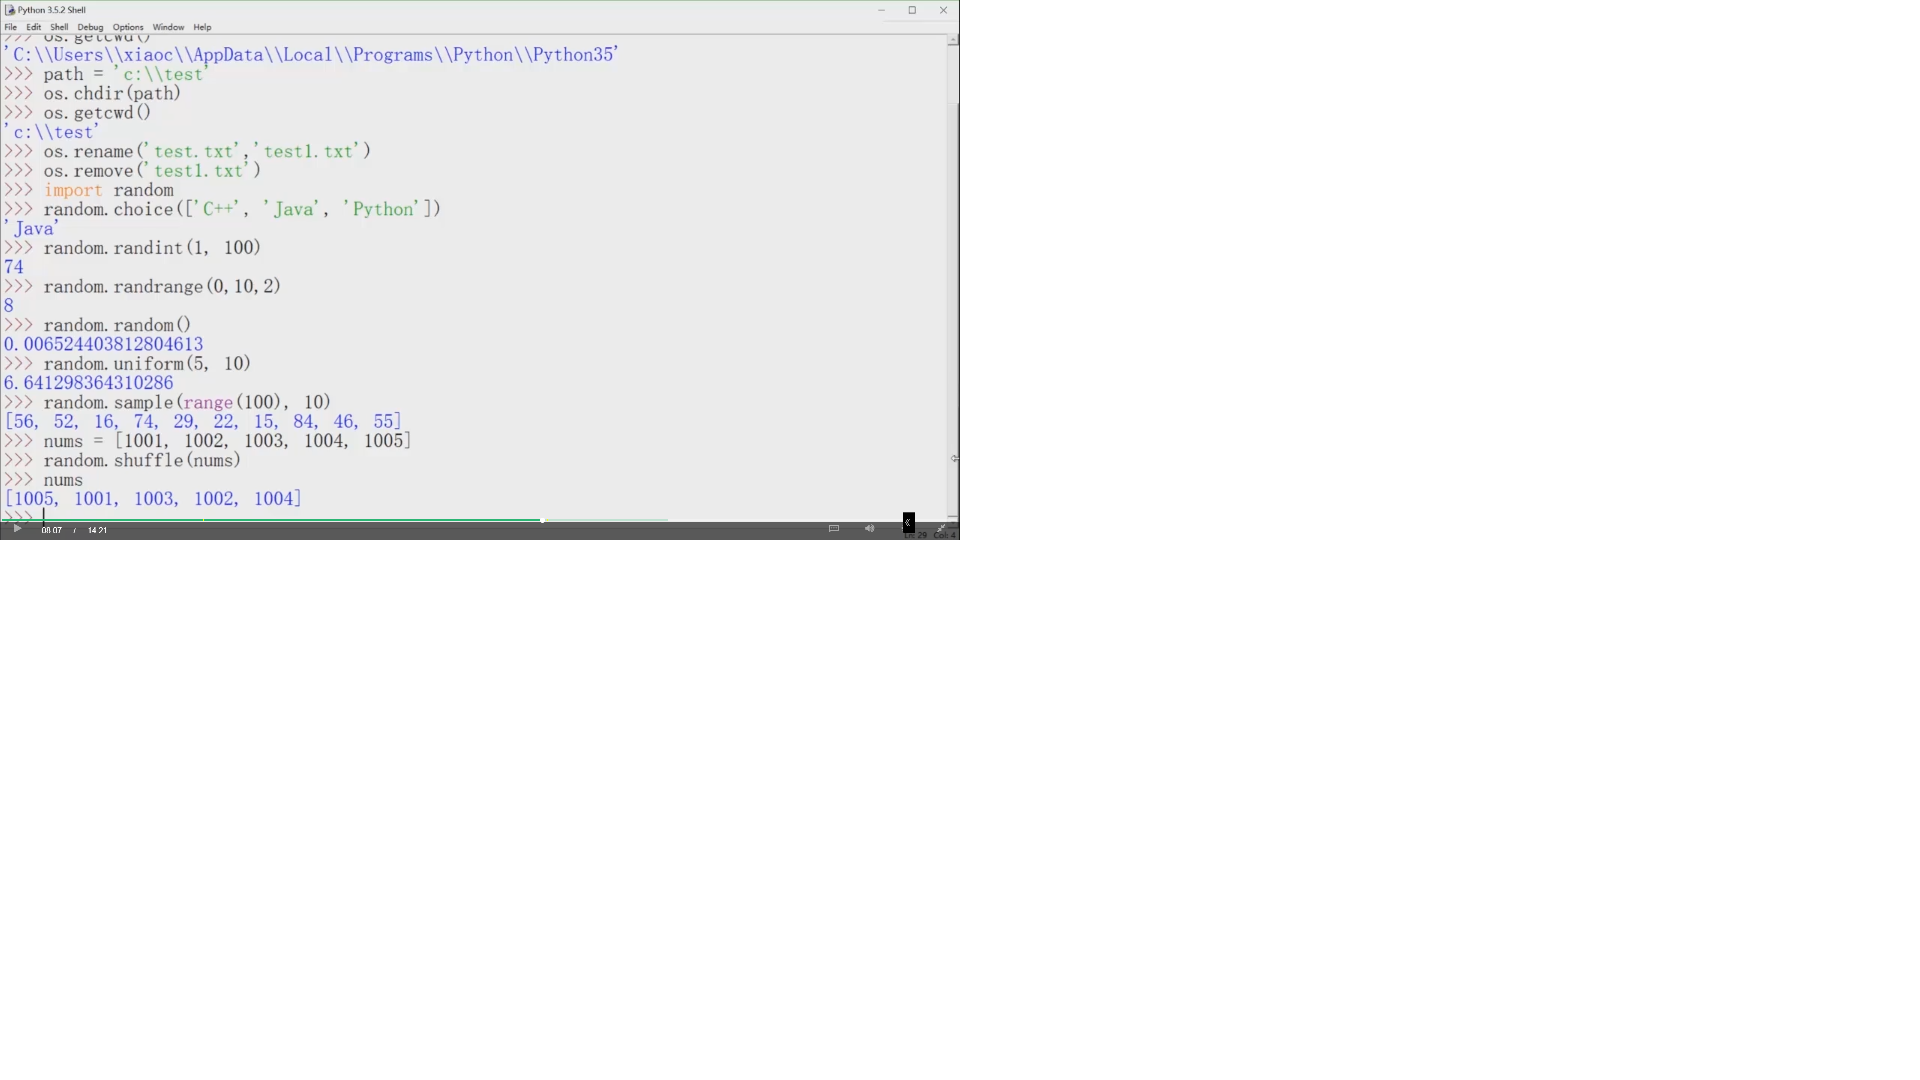 Python 3.5.2 Shell
File Edit Shell Debug Options Window Help
>>> os.getcwd()
'C:\\Users\\xiaoc\\AppData\\Local\\Programs\\Python\\Python35'
>>> path = 'c:\\test'
>>> os.chdir(path)
>>> os.getcwd()
'c:\\test'
>>> os.rename('test.txt','test1.txt')
>>> os.remove('test1.txt')
>>> import random
>>> random.choice(['C++', 'Java', 'Python'])
'Java'
>>> random.randint(1, 100)
74
>>> random.randrange(0,10,2)
8
>>> random.random()
0.006524403812804613
>>> random.uniform(5, 10)
6.641298364310286
>>> random.sample(range(100), 10)
[56, 52, 16, 74, 29, 22, 15, 84, 46, 55]
>>> nums = [1001, 1002, 1003, 1004, 1005]
>>> random.shuffle(nums)
>>> nums
[1005, 1001, 1003, 1002, 1004]
>>>
08:07 / 14:21
Ln: 29 Col: 4